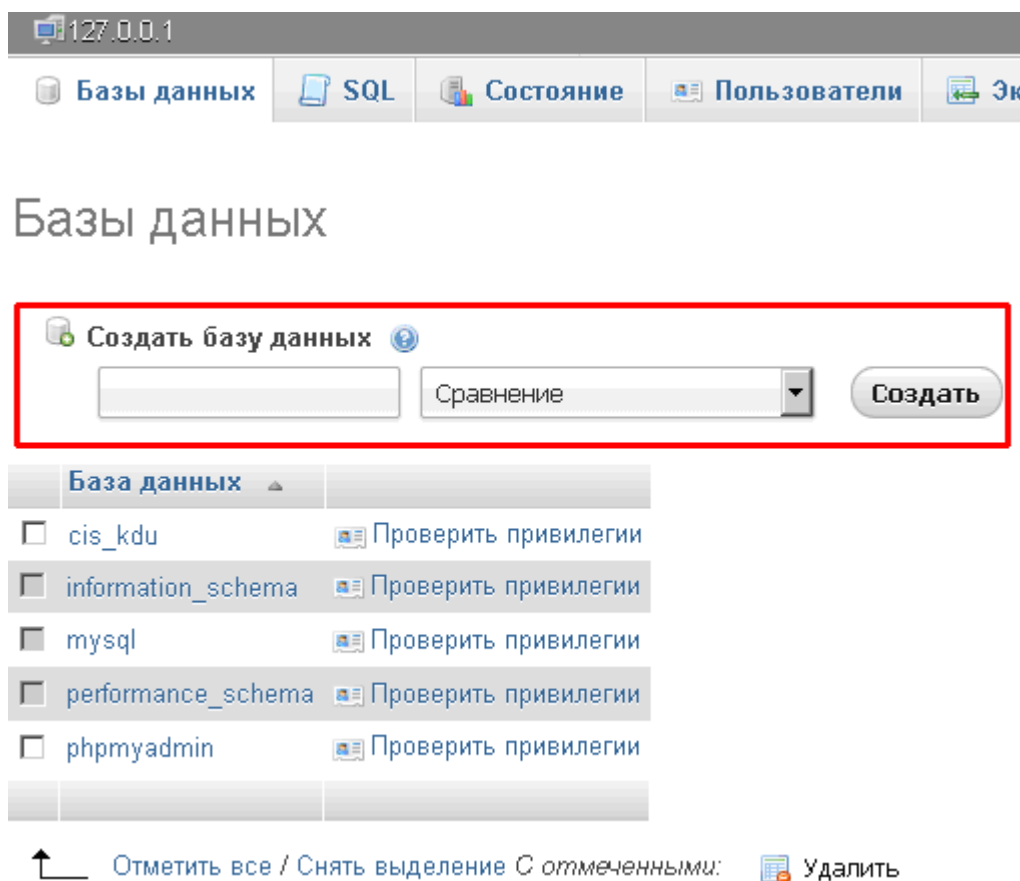 127.0.0.1
Базы данных SQL Состояние Пользователи Эк
Базы данных
Создать базу данных
Сравнение Создать
База данных
cis_kdu Проверить привилегии
information_schema Проверить привилегии
mysql Проверить привилегии
performance_schema Проверить привилегии
phpmyadmin Проверить привилегии
Отметить все / Снять выделение С отмеченными: Удалить